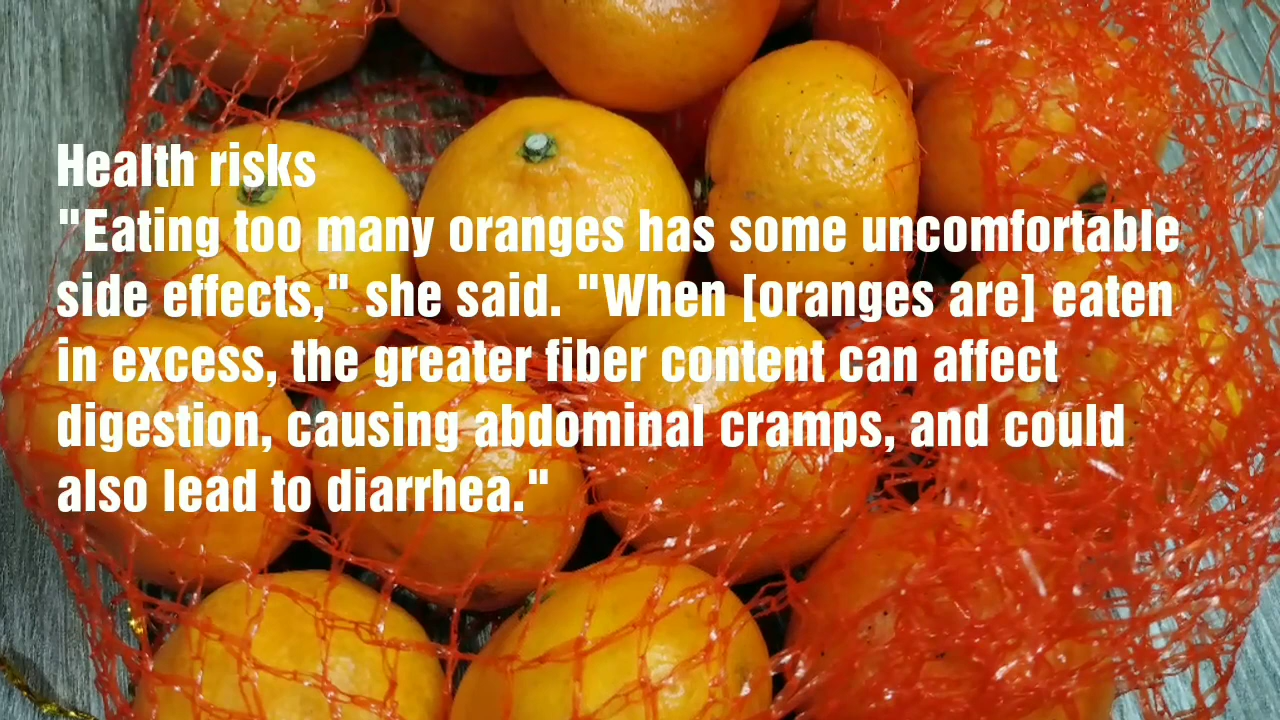 Health risks
"Eating too many oranges has some uncomfortable
side effects," she said. "When [oranges are] eaten
in excess, the greater fiber content can affect
digestion, causing abdominal cramps, and could
also lead to diarrhea."